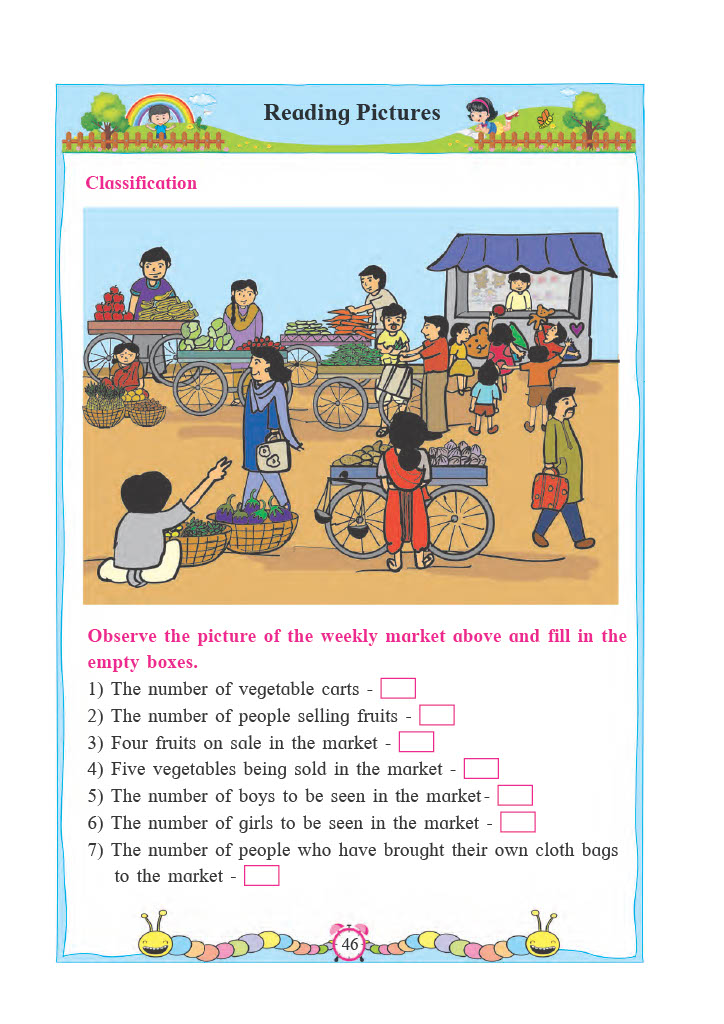 Reading Pictures
Classification
Observe the picture of the weekly market above and fill in the
empty boxes.
1) The number of vegetable carts -
2) The number of people selling fruits -
3) Four fruits on sale in the market -
4) Five vegetables being sold in the market -
5) The number of boys to be seen in the market-
6) The number of girls to be seen in the market -
7) The number of people who have brought their own cloth bags
to the market -
46